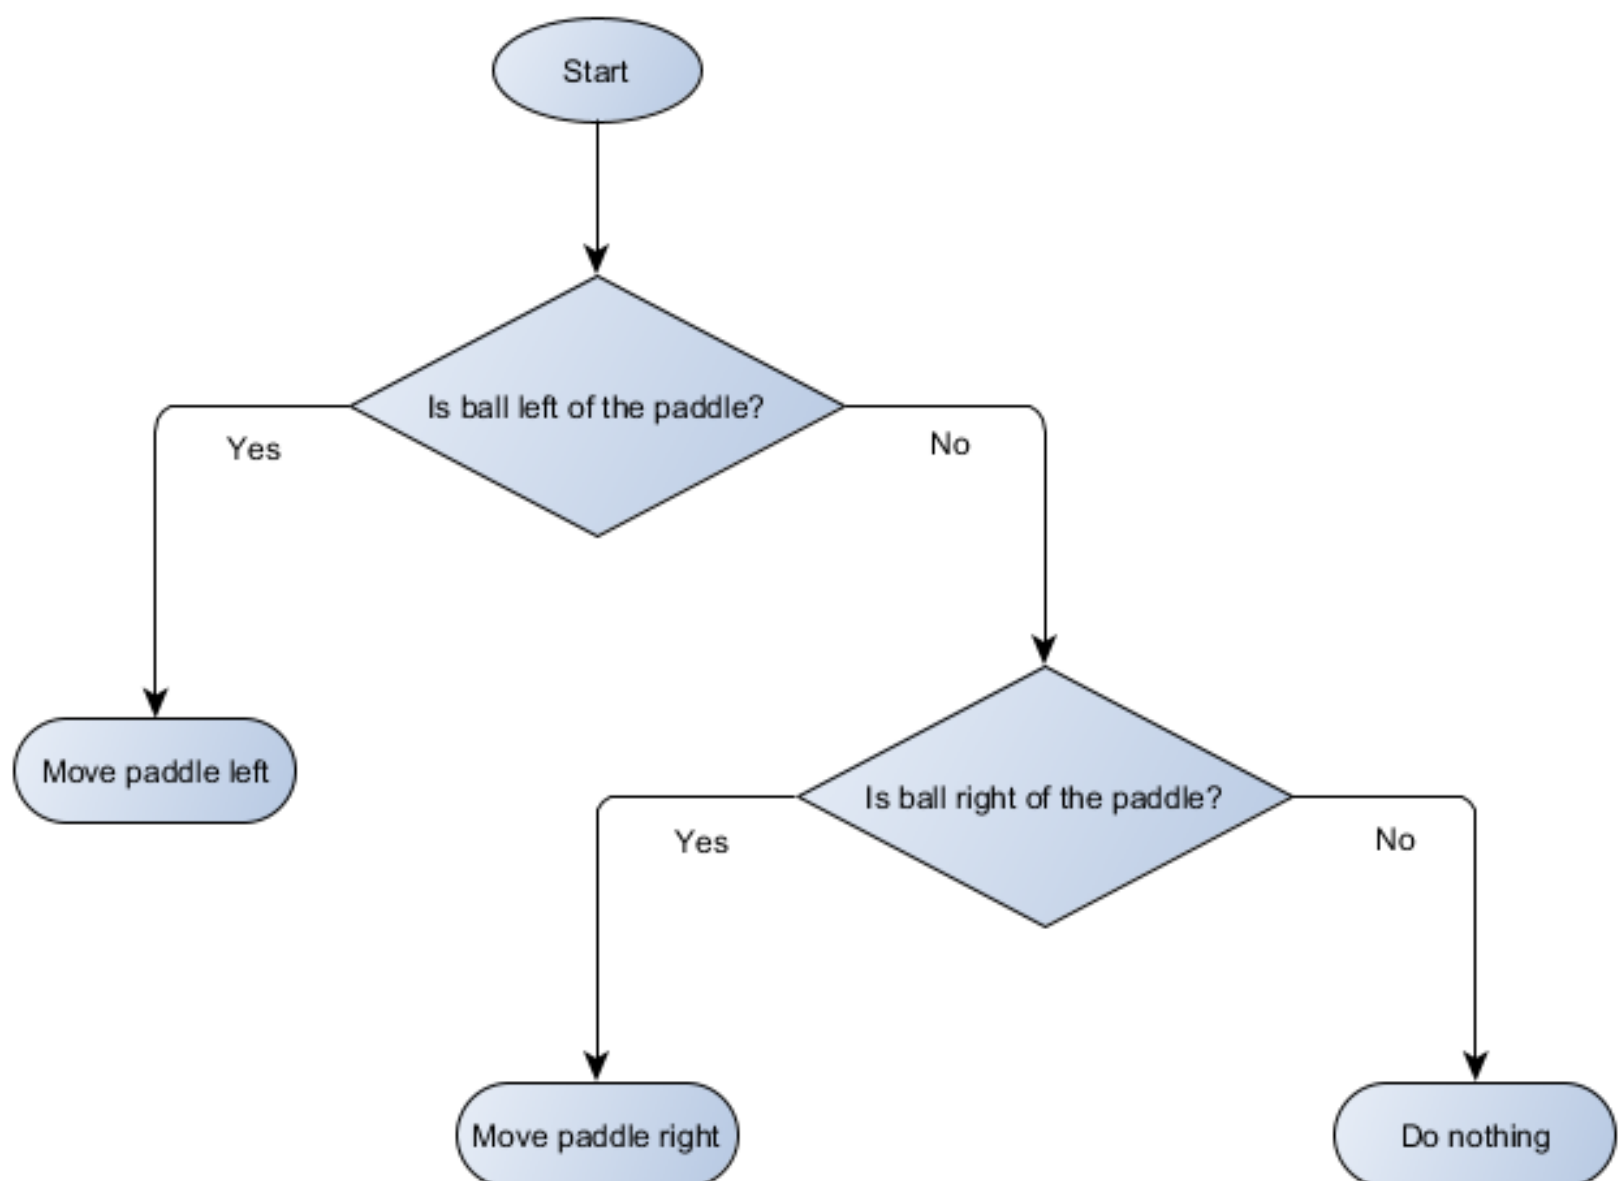 Start
Is ball left of the paddle?
Yes
No
Move paddle left
Is ball right of the paddle?
Yes
No
Move paddle right
Do nothing